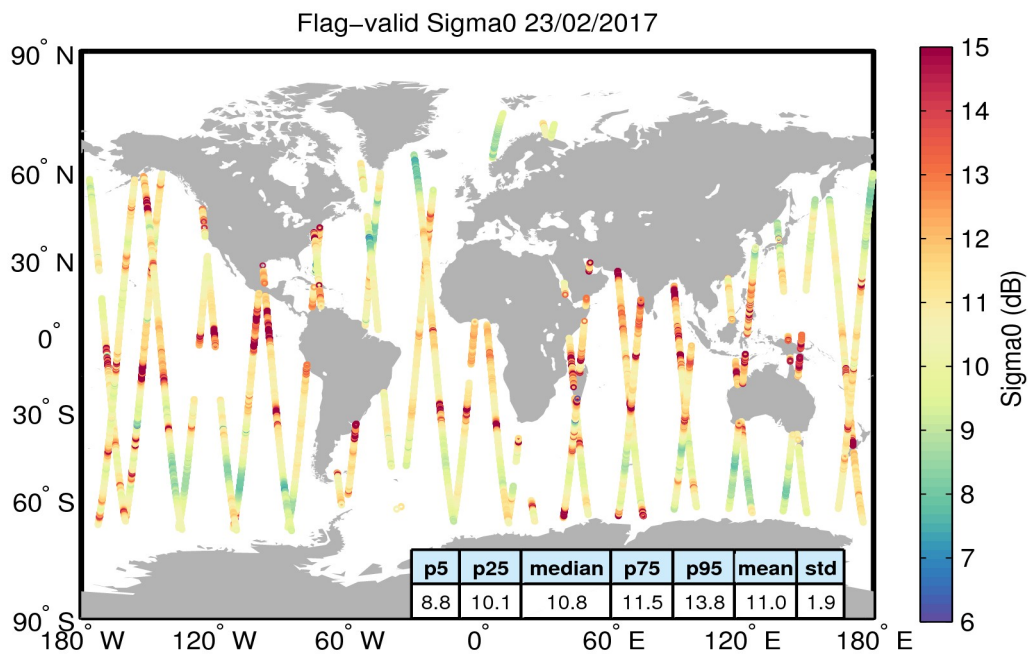 Flag−valid Sigma0 23/02/2017
90° N
60° N
30° N
0°
30° S
60° S
90° S
180° W
120° W
60° W
0°
60° E
120° E
180° E
p5 p25 median p75 p95 mean std
8.8 10.1 10.8 11.5 13.8 11.0 1.9
15
14
13
12
11
10
9
8
7
6
Sigma0 (dB)